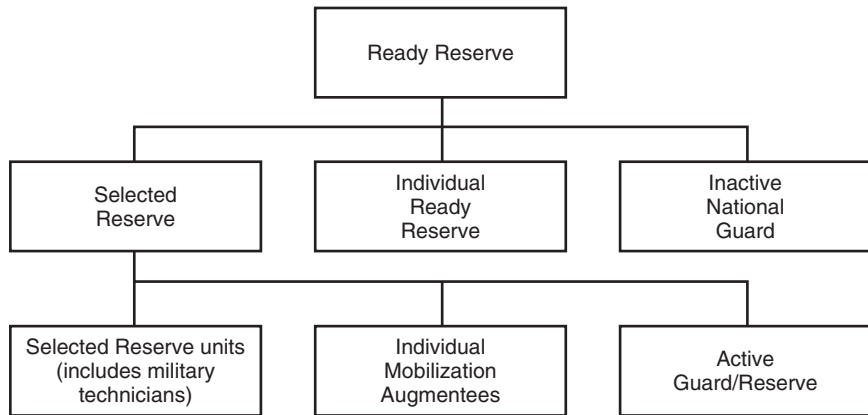 Ready Reserve
Selected
Reserve
Individual
Ready
Reserve
Inactive
National
Guard
Selected Reserve units
(includes military
technicians)
Individual
Mobilization
Augmentees
Active
Guard/Reserve